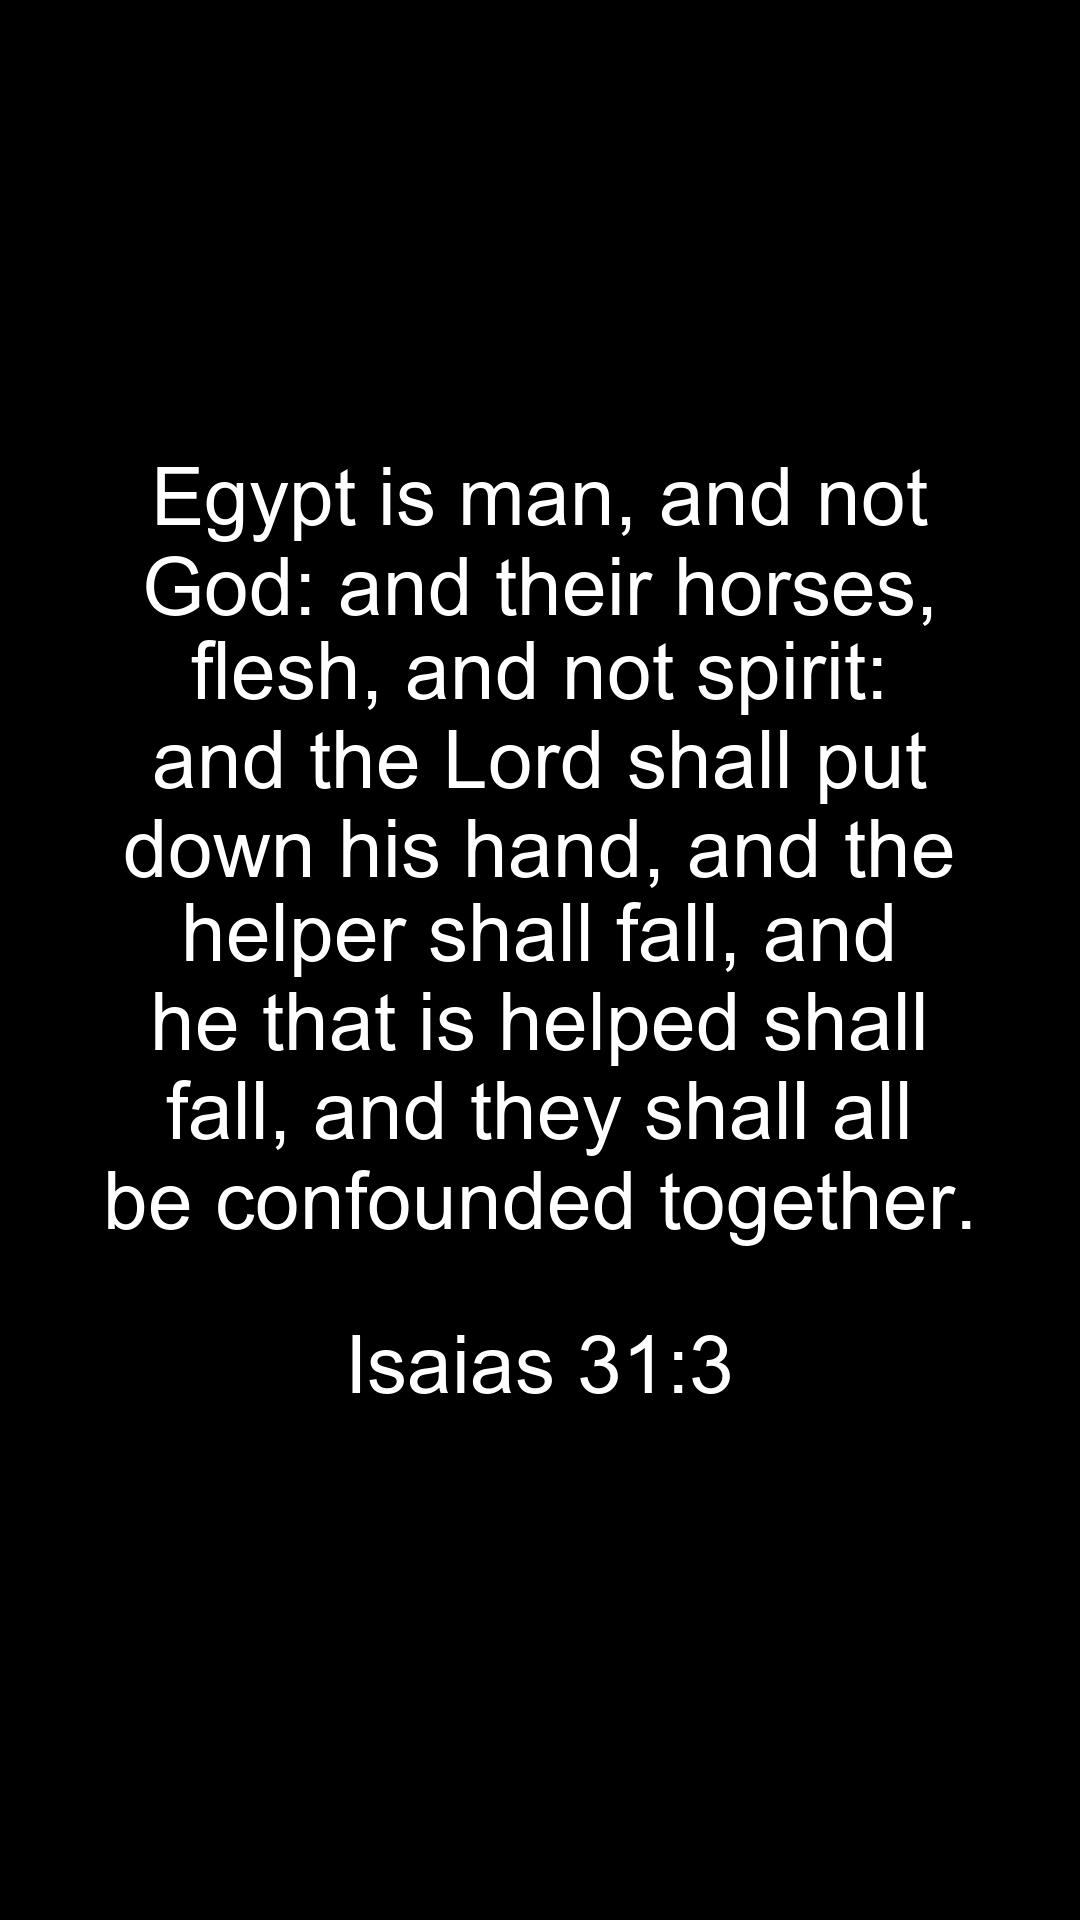 Egypt is man, and not
God: and their horses,
flesh, and not spirit:
and the Lord shall put
down his hand, and the
helper shall fall, and
he that is helped shall
fall, and they shall all
be confounded together.
Isaias 31:3